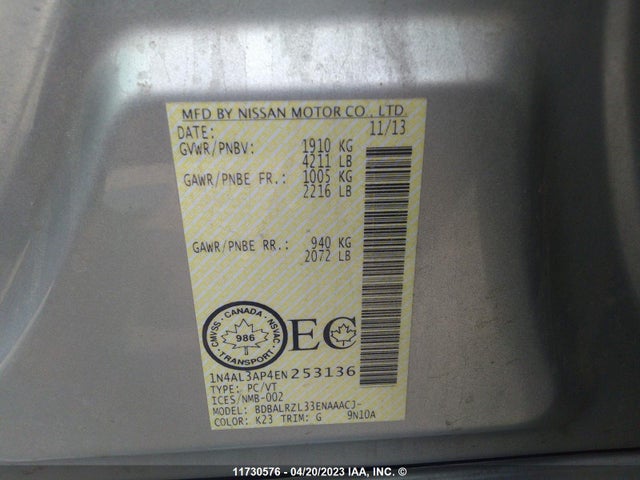 MFD BY NISSAN MOTOR CO., LTD.
DATE: 11/13
GVWR/PNBV: 1910 KG
4211 LB
GAWR/PNBE FR.: 1005 KG
2216 LB
GAWR/PNBE RR.: 940 KG
2072 LB
CMVSS · CANADA · NSVAC
986
TRANSPORT
EC
1N4AL3AP4EN253136
TYPE: PC/VT
ICES/NMB-002
MODEL: BDBALRZL33ENAAACJ-
COLOR: K23 TRIM: G 9N10A
11730576 - 04/20/2023 IAA, INC. ©